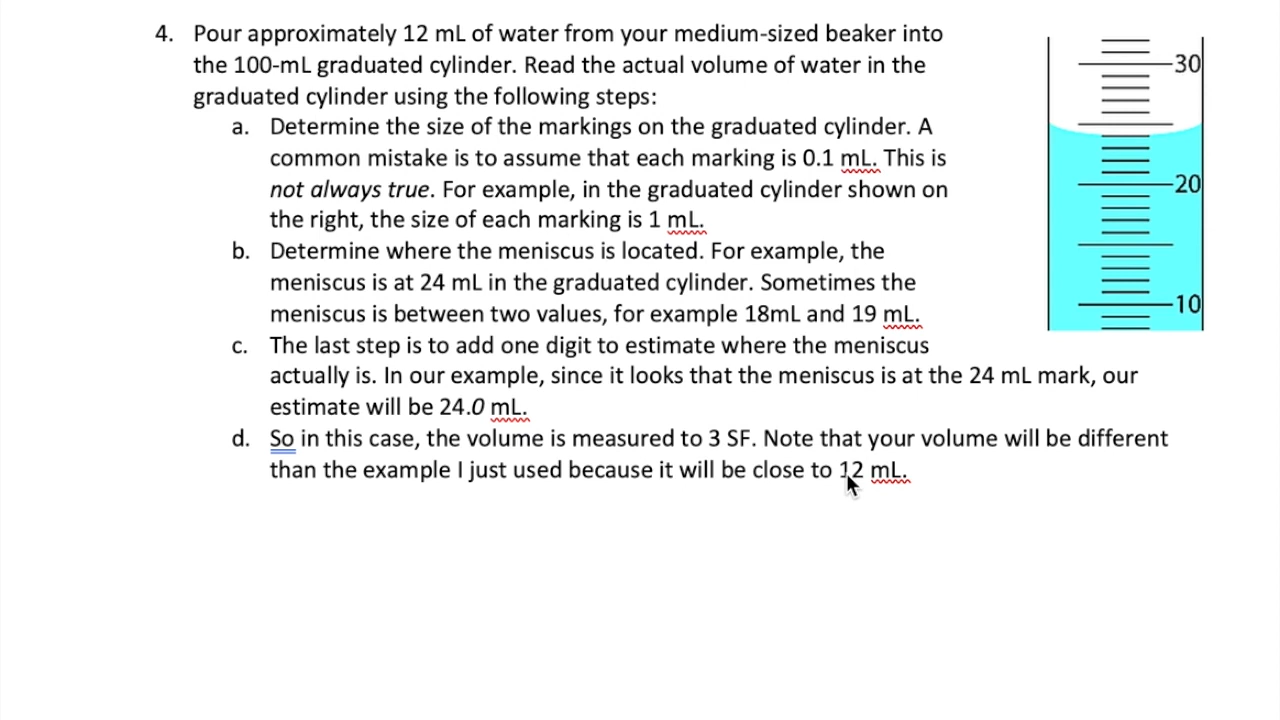 4. Pour approximately 12 mL of water from your medium-sized beaker into
the 100-mL graduated cylinder. Read the actual volume of water in the
graduated cylinder using the following steps:
a. Determine the size of the markings on the graduated cylinder. A
common mistake is to assume that each marking is 0.1 mL. This is
not always true. For example, in the graduated cylinder shown on
the right, the size of each marking is 1 mL.
b. Determine where the meniscus is located. For example, the
meniscus is at 24 mL in the graduated cylinder. Sometimes the
meniscus is between two values, for example 18mL and 19 mL.
c. The last step is to add one digit to estimate where the meniscus
actually is. In our example, since it looks that the meniscus is at the 24 mL mark, our
estimate will be 24.0 mL.
d. So in this case, the volume is measured to 3 SF. Note that your volume will be different
than the example I just used because it will be close to 12 mL.
30
20
10